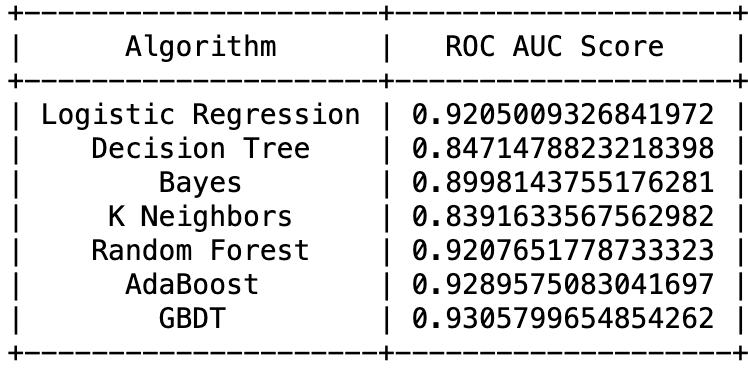 +---------------------+--------------------+
| Algorithm | ROC AUC Score |
+---------------------+--------------------+
| Logistic Regression | 0.9205009326841972 |
| Decision Tree | 0.8471478823218398 |
| Bayes | 0.8998143755176281 |
| K Neighbors | 0.8391633567562982 |
| Random Forest | 0.9207651778733323 |
| AdaBoost | 0.9289575083041697 |
| GBDT | 0.9305799654854262 |
+---------------------+--------------------+